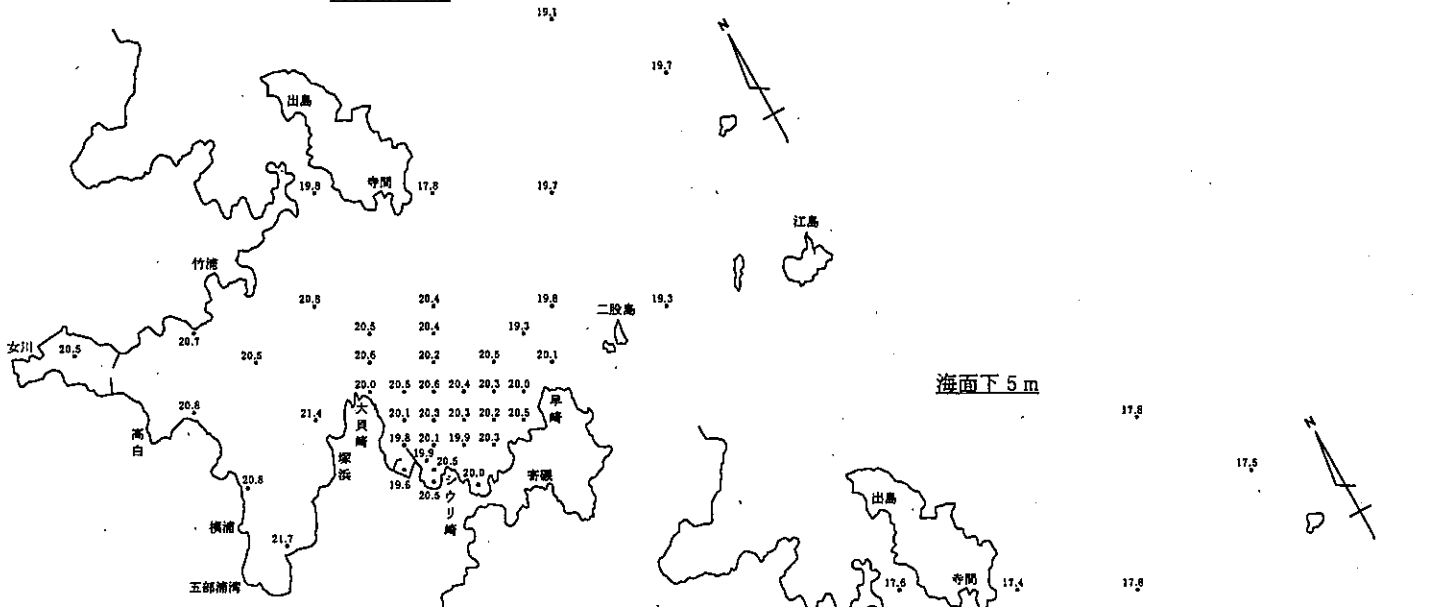 19.1
N
19.7
出島
寺間
19.8 17.8 19.7
江島
竹浦
20.8 20.4 19.8 二股島 19.3
20.5 20.4 19.3
女川 20.5 20.7
20.5 20.6 20.2 20.5 20.1
20.0 20.5 20.6 20.4 20.3 20.0
海面下 5 m
20.8 21.4 大貝崎 20.1 20.3 20.3 20.2 20.5 早崎
17.8
高白
19.8 20.1 19.9 20.3
N
塚浜
19.9 20.5
17.5
20.8 19.6 20.5 シウリ崎 20.0 寄磯
出島
横浦
21.7
五部浦湾
17.6 寺間 17.4 17.8